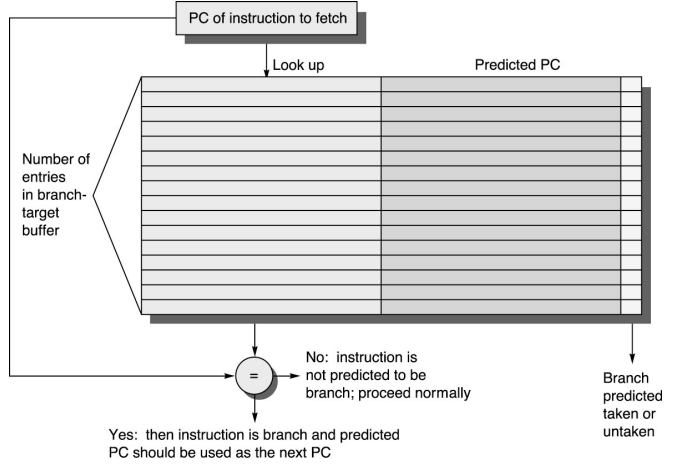 PC of instruction to fetch
Look up
Predicted PC
Number of
entries
in branch-
target
buffer
=
No: instruction is
not predicted to be
branch; proceed normally
Branch
predicted
taken or
untaken
Yes: then instruction is branch and predicted
PC should be used as the next PC